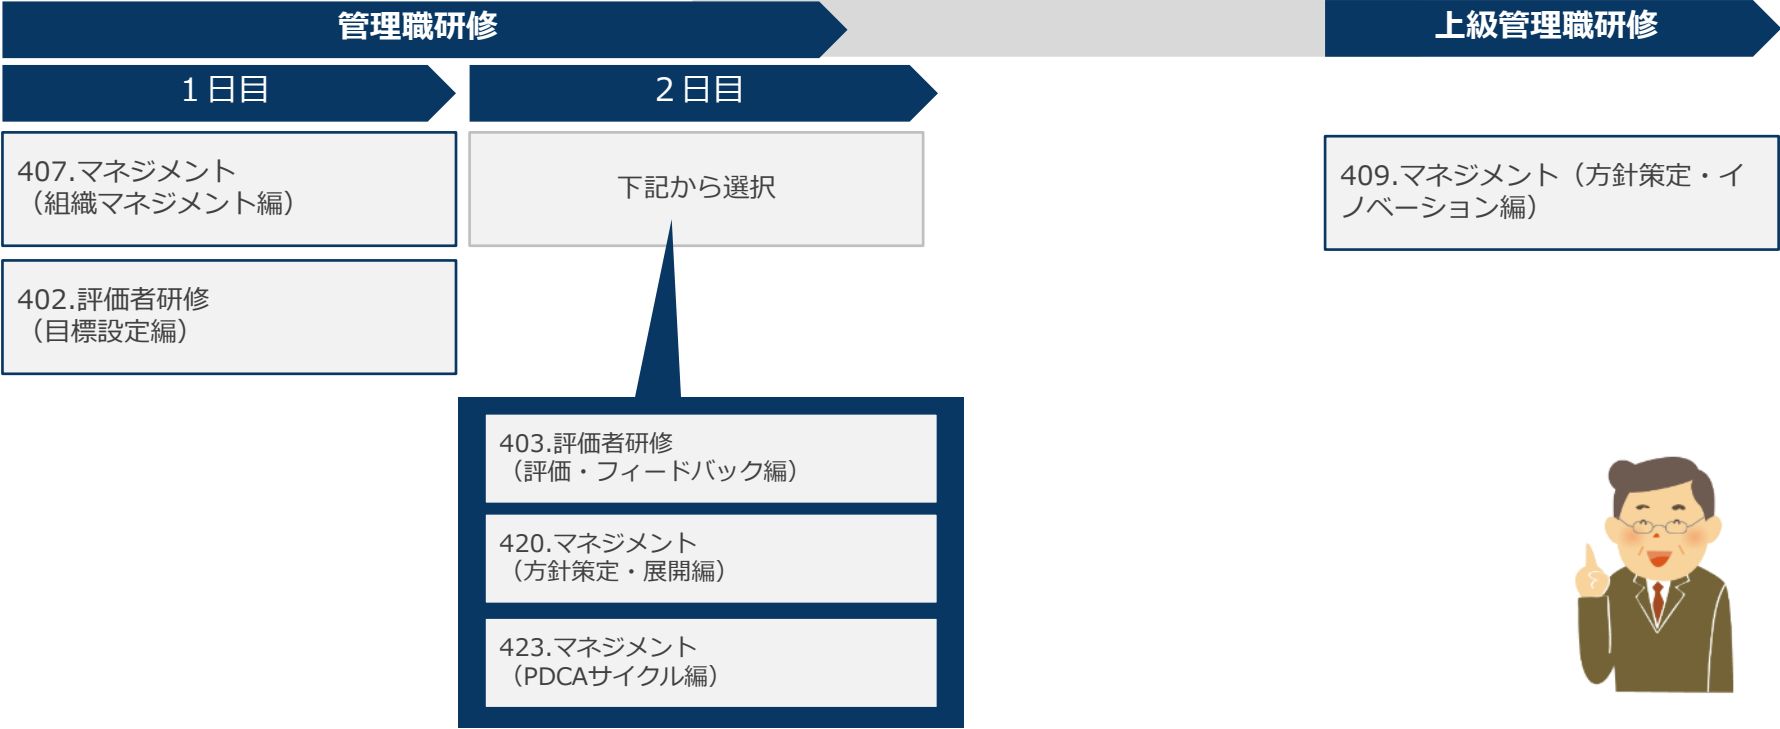 管理職研修
上級管理職研修
１日目
２日目
407.マネジメント
（組織マネジメント編）
下記から選択
409.マネジメント（方針策定・イ
ノベーション編）
402.評価者研修
（目標設定編）
403.評価者研修
（評価・フィードバック編）
420.マネジメント
（方針策定・展開編）
423.マネジメント
（PDCAサイクル編）